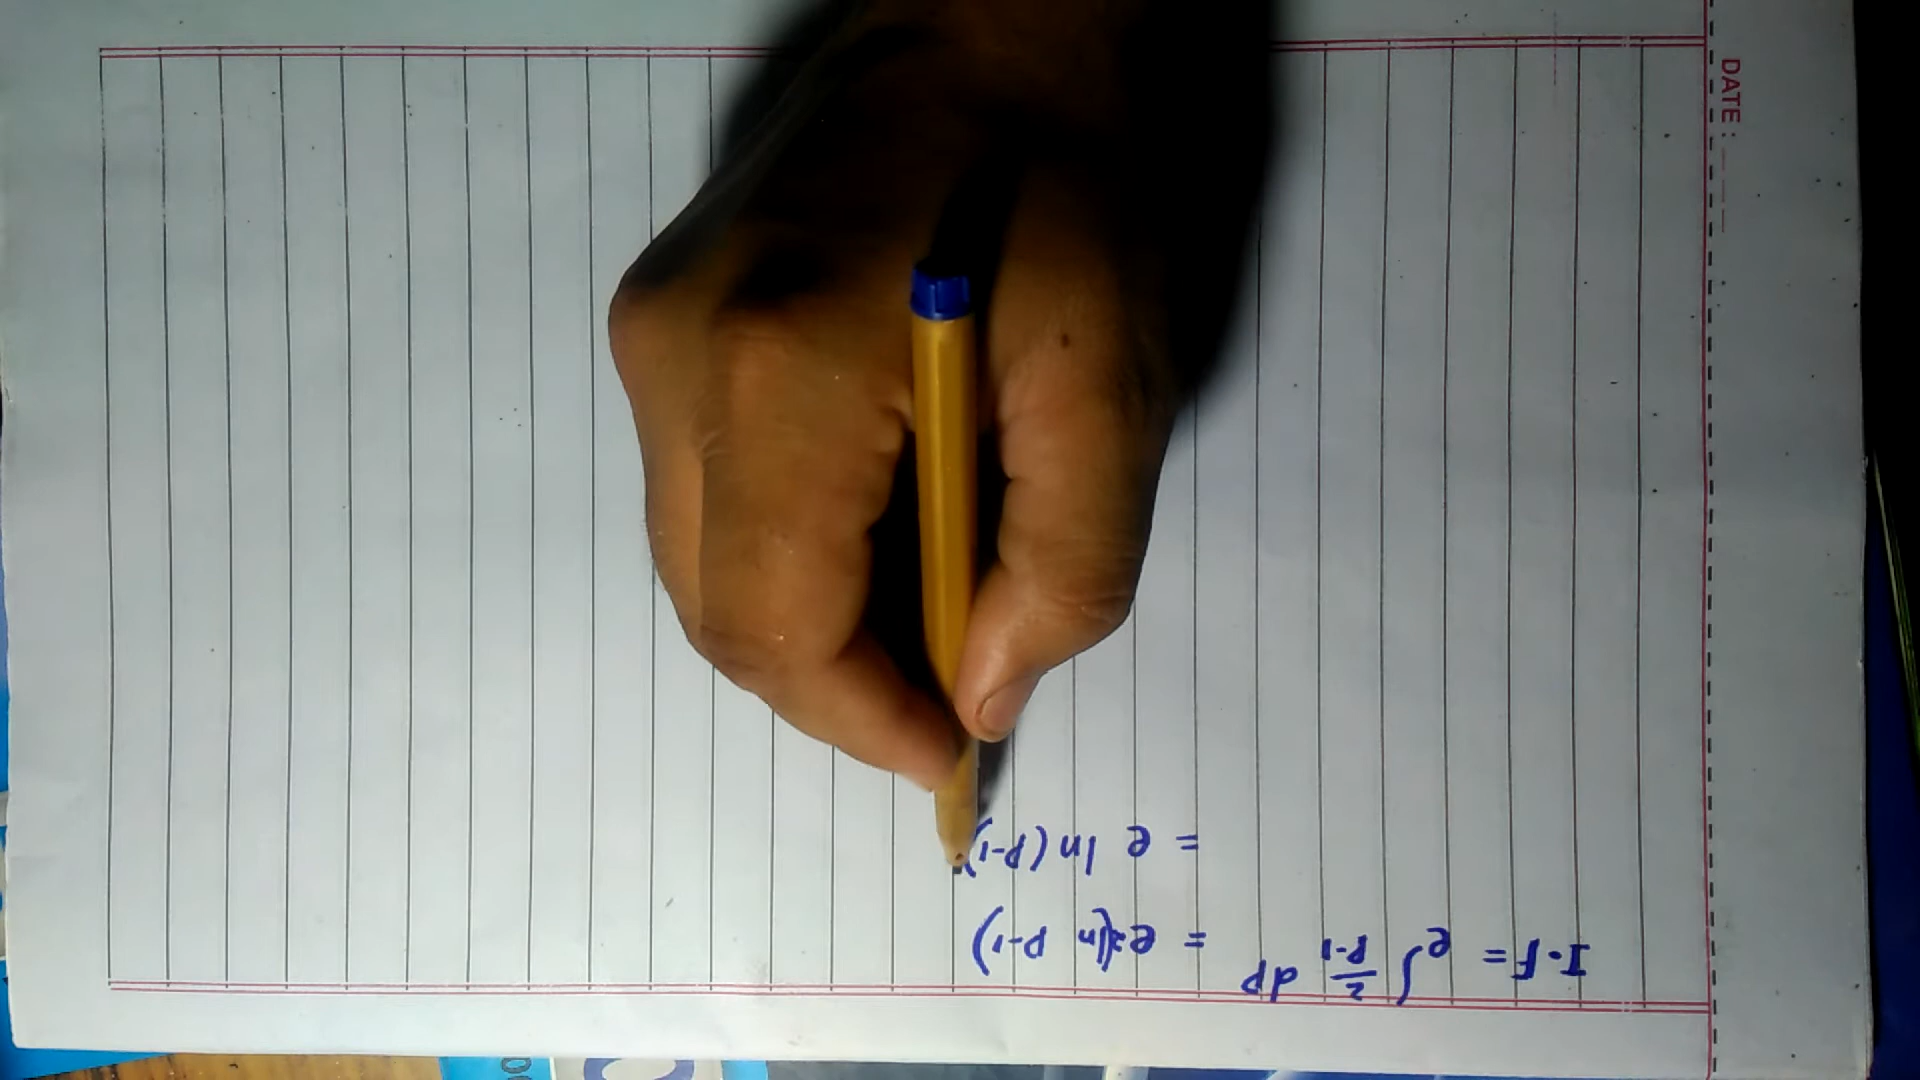 I.F = e∫ 2/P-1 dP = e2(ln P-1)
= e ln(P-1)
DATE :